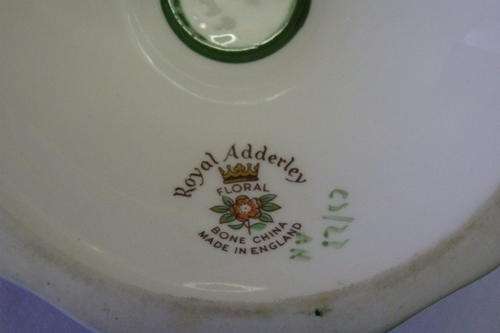 Royal Adderley
FLORAL
BONE CHINA
MADE IN ENGLAND